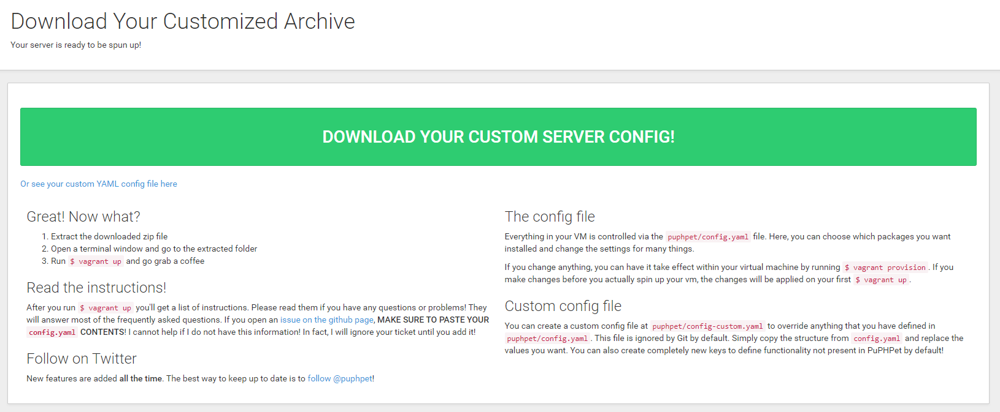 Download Your Customized Archive
Your server is ready to be spun up!
DOWNLOAD YOUR CUSTOM SERVER CONFIG!
Or see your custom YAML config file here
Great! Now what?
1. Extract the downloaded zip file
2. Open a terminal window and go to the extracted folder
3. Run $ vagrant up and go grab a coffee
Read the instructions!
After you run $ vagrant up you'll get a list of instructions. Please read them if you have any questions or problems! They
will answer most of the frequently asked questions. If you open an issue on the github page, MAKE SURE TO PASTE YOUR
config.yaml CONTENTS! I cannot help if I do not have this information! In fact, I will ignore your ticket until you add it!
Follow on Twitter
New features are added all the time. The best way to keep up to date is to follow @puphpet!
The config file
Everything in your VM is controlled via the puphpet/config.yaml file. Here, you can choose which packages you want
installed and change the settings for many things.
If you change anything, you can have it take effect within your virtual machine by running $ vagrant provision. If you
make changes before you actually spin up your vm, the changes will be applied on your first $ vagrant up.
Custom config file
You can create a custom config file at puphpet/config-custom.yaml to override anything that you have defined in
puphpet/config.yaml. This file is ignored by Git by default. Simply copy the structure from config.yaml and replace the
values you want. You can also create completely new keys to define functionality not present in PuPHPet by default!